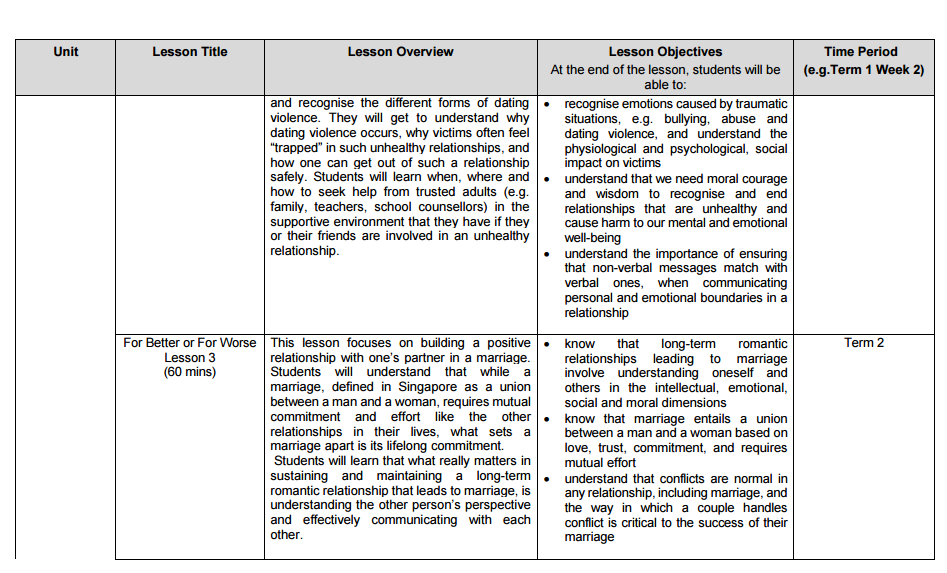 Unit
Lesson Title
Lesson Overview
Lesson Objectives
At the end of the lesson, students will be
able to:
Time Period
(e.g.Term 1 Week 2)
and recognise the different forms of dating
violence. They will get to understand why
dating violence occurs, why victims often feel
“trapped” in such unhealthy relationships, and
how one can get out of such a relationship
safely. Students will learn when, where and
how to seek help from trusted adults (e.g.
family, teachers, school counsellors) in the
supportive environment that they have if they
or their friends are involved in an unhealthy
relationship.
• recognise emotions caused by traumatic
situations, e.g. bullying, abuse and
dating violence, and understand the
physiological and psychological, social
impact on victims
• understand that we need moral courage
and wisdom to recognise and end
relationships that are unhealthy and
cause harm to our mental and emotional
well-being
• understand the importance of ensuring
that non-verbal messages match with
verbal ones, when communicating
personal and emotional boundaries in a
relationship
For Better or For Worse
Lesson 3
(60 mins)
This lesson focuses on building a positive
relationship with one’s partner in a marriage.
Students will understand that while a
marriage, defined in Singapore as a union
between a man and a woman, requires mutual
commitment and effort like the other
relationships in their lives, what sets a
marriage apart is its lifelong commitment.
Students will learn that what really matters in
sustaining and maintaining a long-term
romantic relationship that leads to marriage, is
understanding the other person’s perspective
and effectively communicating with each
other.
• know that long-term romantic
relationships leading to marriage
involve understanding oneself and
others in the intellectual, emotional,
social and moral dimensions
• know that marriage entails a union
between a man and a woman based on
love, trust, commitment, and requires
mutual effort
• understand that conflicts are normal in
any relationship, including marriage, and
the way in which a couple handles
conflict is critical to the success of their
marriage
Term 2